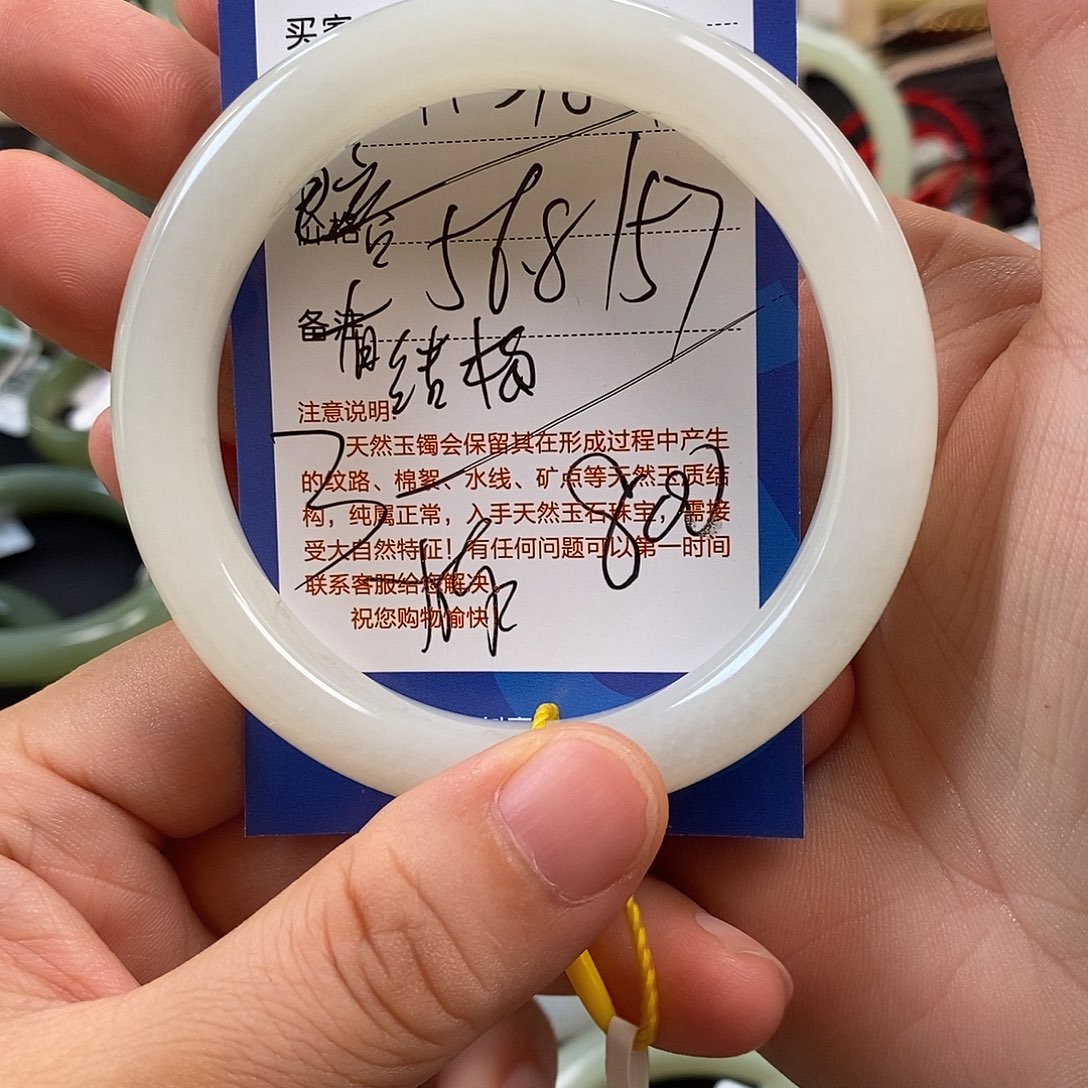 买家
56.8/57
价格
备注
结构
注意说明:
天然玉镯会保留其在形成过程中产生
的纹路、棉絮、水线、矿点等天然玉质结
构，纯属正常，入手天然玉石珠宝，需接
受大自然特征！有任何问题可以第一时间
联系客服给您解决。
祝您购物愉快！
800